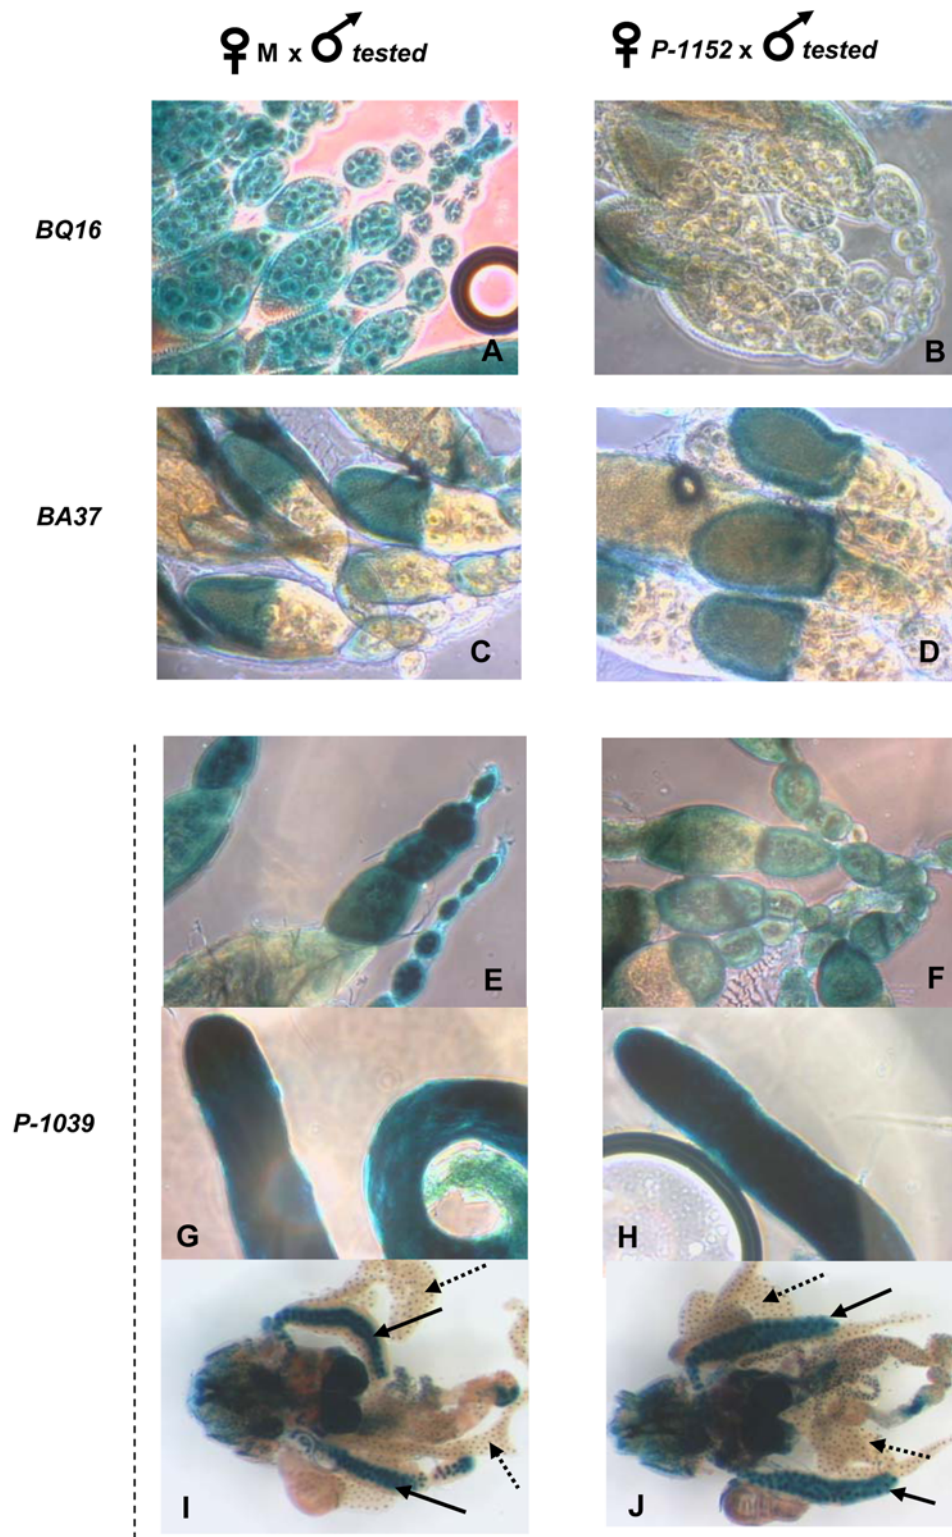 ♀ M x ♂ tested
♀ P-1152 x ♂ tested
BQ16
A
B
BA37
C
D
P-1039
E
F
G
H
I
J